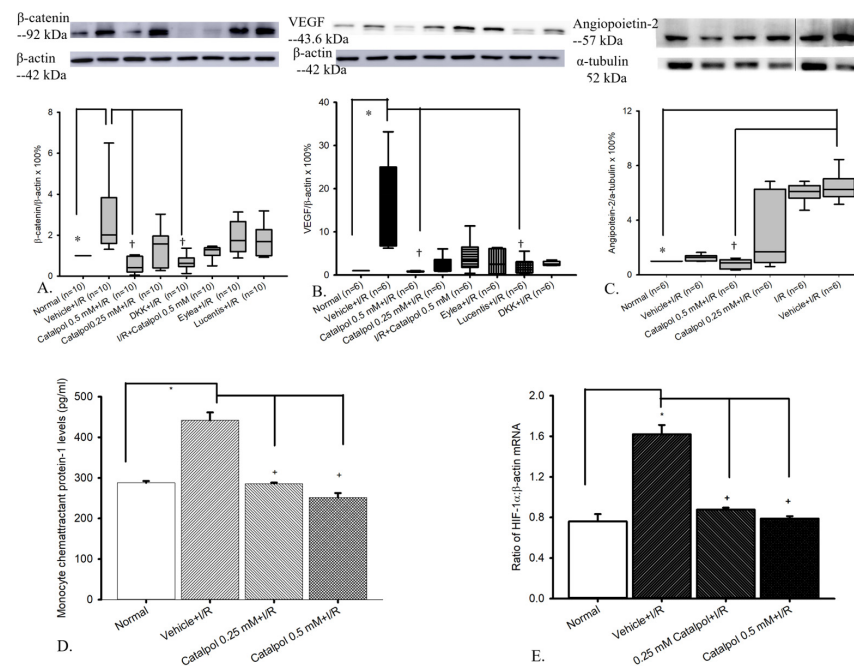 β-catenin
--92 kDa
β-actin
--42 kDa
VEGF
--43.6 kDa
β-actin
--42 kDa
Angiopoietin-2
--57 kDa
α-tubulin
52 kDa
β-catenin/β-actin x 100%
8
6
4
2
0
*
†
†
A.
Normal (n=10)
Vehicle+I/R (n=10)
Catalpol 0.5 mM+I/R (n=10)
Catalpol0.25 mM+I/R (n=10)
DKK+I/R (n=10)
I/R+Catalpol 0.5 mM (n=10)
Eylea+I/R (n=10)
Lucentis+I/R (n=10)
VEGF/β-actin x 100%
40
30
20
10
0
*
†
†
B.
Normal (n=6)
Vehicle+I/R (n=6)
Catalpol 0.5 mM+I/R (n=6)
Catalpol 0.25 mM+I/R (n=6)
I/R+Catalpol 0.5 mM (n=6)
Eylea+I/R (n=6)
Lucentis+I/R (n=6)
DKK+I/R (n=6)
Angipoitein-2/a-tubulin x 100%
12
6
0
*
†
C.
Normal (n=6)
Vehicle+I/R (n=6)
Catalpol 0.5 mM+I/R (n=6)
Catalpol 0.25 mM+I/R (n=6)
I/R (n=6)
Vehicle+I/R (n=6)
Monocyte chemattractant protein-1 levels (pg/ml)
500
400
300
200
100
0
*
+
+
Normal
Vehicle+I/R
Catalpol 0.25 mM+I/R
Catalpol 0.5 mM+I/R
D.
Ratio of HIF-1α:β-actin mRNA
2.0
1.6
1.2
0.8
0.4
0.0
*
+
+
Normal
Vehicle+I/R
0.25 mM Catalpol+I/R
Catalpol 0.5 mM+I/R
E.